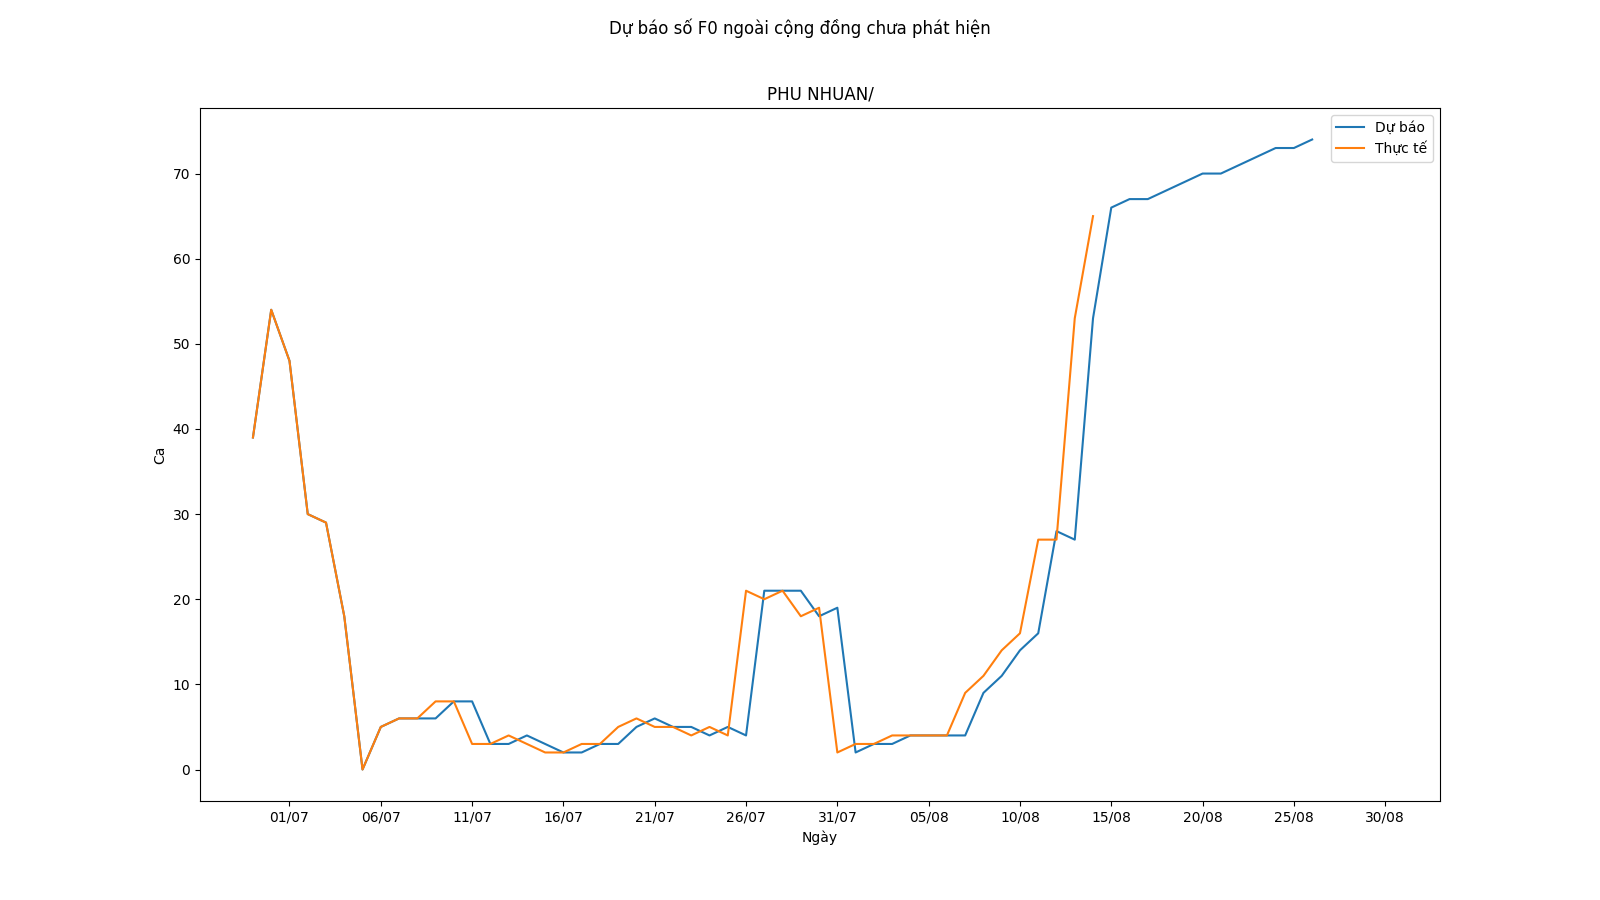 Dự báo số F0 ngoài cộng đồng chưa phát hiện
PHU NHUAN/
Dự báo
Thực tế
70
60
50
40
30
20
10
0
Ca
01/07 06/07 11/07 16/07 21/07 26/07 31/07 05/08 10/08 15/08 20/08 25/08 30/08
Ngày